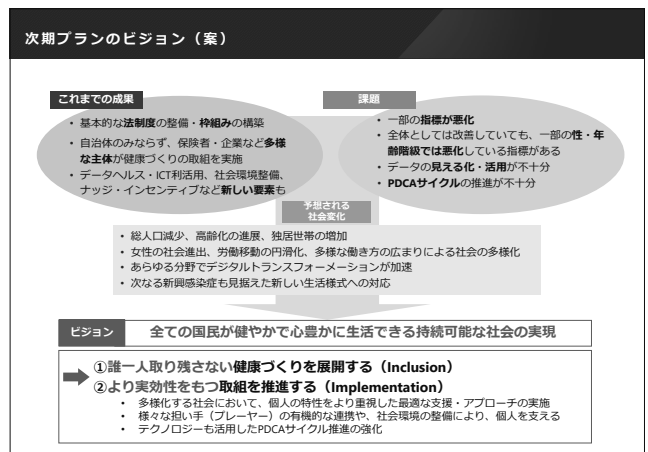 次期プランのビジョン（案）
これまでの成果
• 基本的な法制度の整備・枠組みの構築
• 自治体のみならず、保険者・企業など多様
な主体が健康づくりの取組を実施
• データヘルス・ICT利活用、社会環境整備、
ナッジ・インセンティブなど新しい要素も
課題
• 一部の指標が悪化
• 全体としては改善していても、一部の性・年
齢階級では悪化している指標がある
• データの見える化・活用が不十分
• PDCAサイクルの推進が不十分
予想される
社会変化
• 総人口減少、高齢化の進展、独居世帯の増加
• 女性の社会進出、労働移動の円滑化、多様な働き方の広まりによる社会の多様化
• あらゆる分野でデジタルトランスフォーメーションが加速
• 次なる新興感染症も見据えた新しい生活様式への対応
ビジョン
全ての国民が健やかで心豊かに生活できる持続可能な社会の実現
①誰一人取り残さない健康づくりを展開する（Inclusion）
②より実効性をもつ取組を推進する（Implementation）
• 多様化する社会において、個人の特性をより重視した最適な支援・アプローチの実施
• 様々な担い手（プレーヤー）の有機的な連携や、社会環境の整備により、個人を支える
• テクノロジーも活用したPDCAサイクル推進の強化